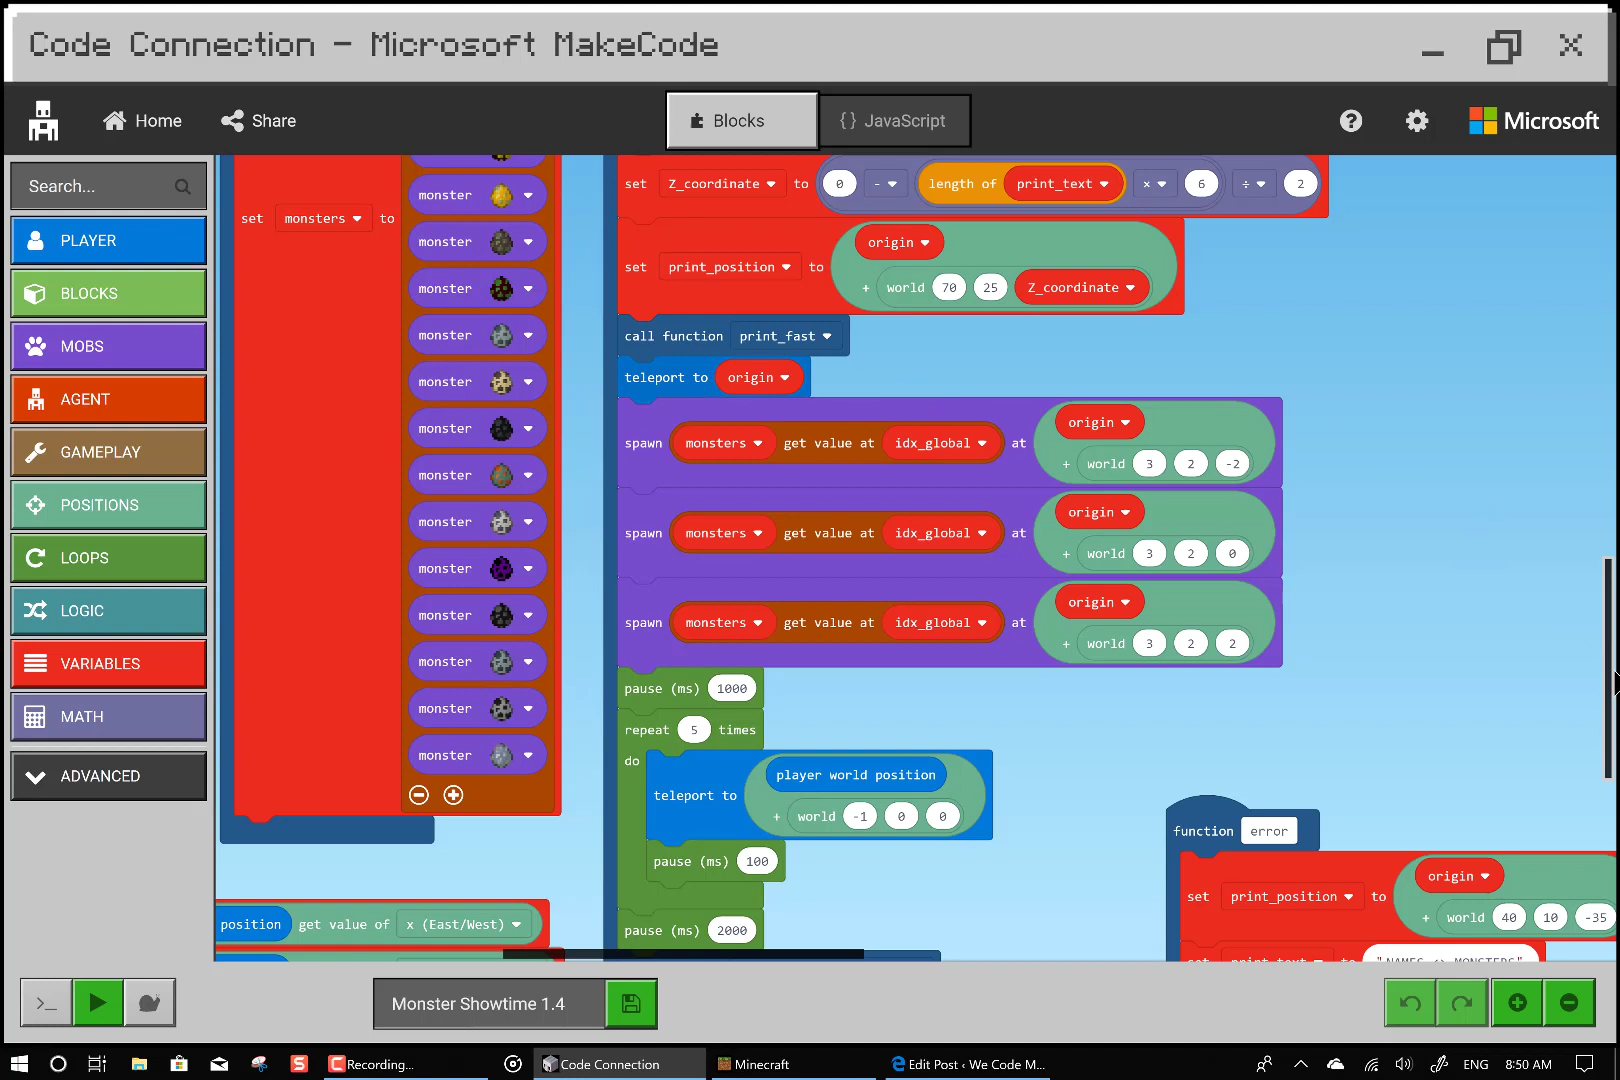 Code Connection - Microsoft MakeCode
Home
Share
Blocks
{} JavaScript
Microsoft
Search...
PLAYER
BLOCKS
MOBS
AGENT
GAMEPLAY
POSITIONS
LOOPS
LOGIC
VARIABLES
MATH
ADVANCED
set monsters to
monster
monster
monster
monster
monster
monster
monster
monster
monster
monster
monster
monster
monster
position get value of x (East/West)
set Z_coordinate to 0 - length of print_text × 6 ÷ 2
set print_position to origin
+ world 70 25 Z_coordinate
call function print_fast
teleport to origin
spawn monsters get value at idx_global at origin
+ world 3 2 -2
spawn monsters get value at idx_global at origin
+ world 3 2 0
spawn monsters get value at idx_global at origin
+ world 3 2 2
pause (ms) 1000
repeat 5 times
do
teleport to player world position
+ world -1 0 0
pause (ms) 100
pause (ms) 2000
function error
set print_position to origin
+ world 40 10 -35
set print_text to "NAMES <> MONSTERS"
>_
Monster Showtime 1.4
Recording...
Code Connection
Minecraft
Edit Post ‹ We Code M...
ENG
8:50 AM